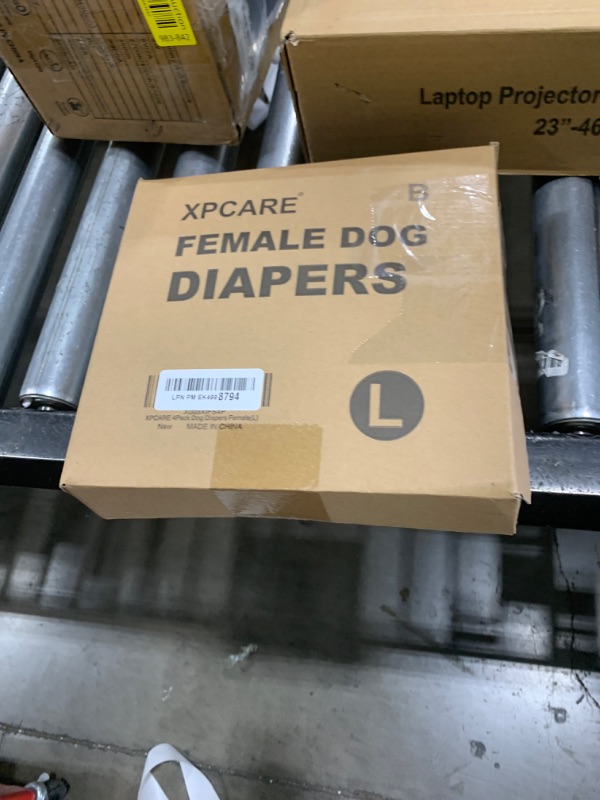 983-842
Laptop Projector
23”-46
XPCARE
B
FEMALE DOG
DIAPERS
LPN PM EK499 8794
XPCARE 4Pack Dog Diapers Female(L)
New MADE IN CHINA
L